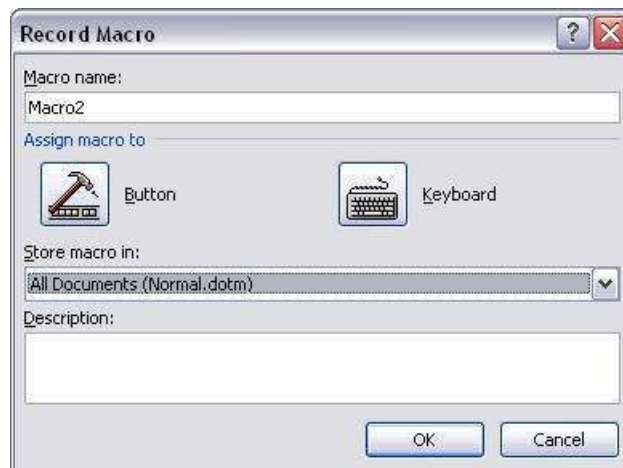 Record Macro
Macro name:
Macro2
Assign macro to
Button
Keyboard
Store macro in:
All Documents (Normal.dotm)
Description:
OK
Cancel